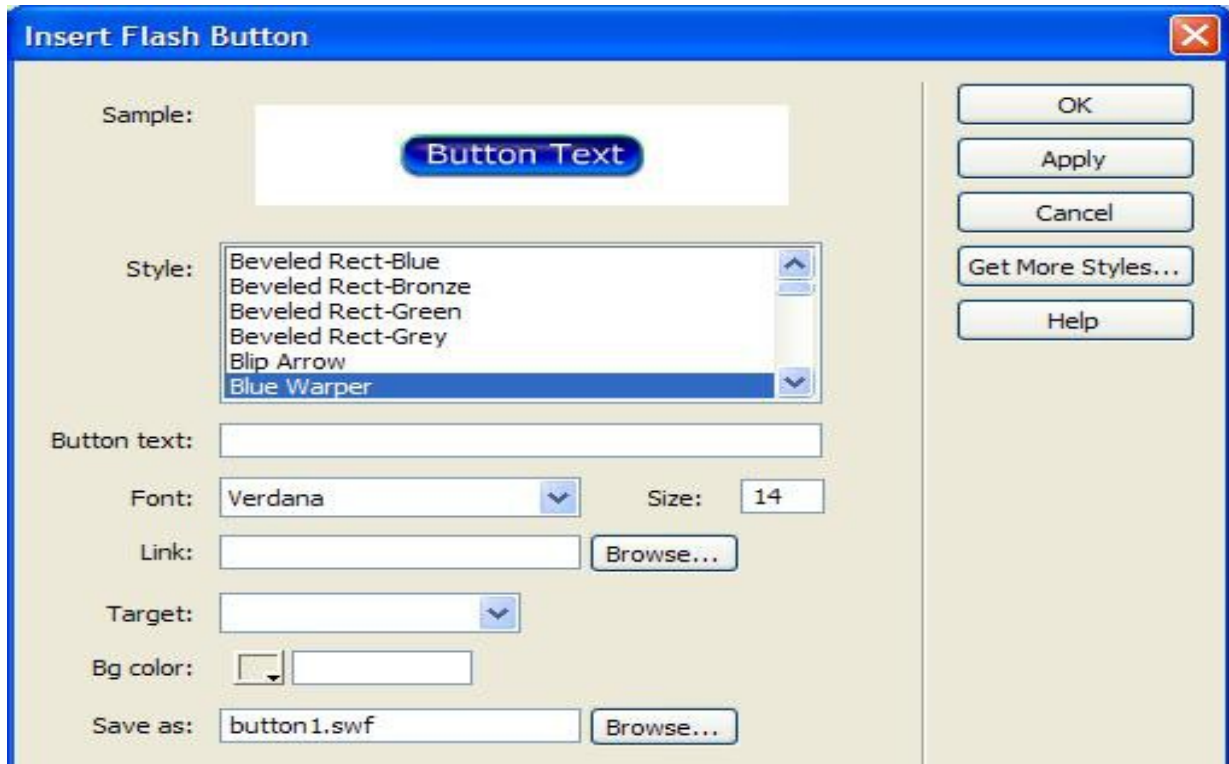 Insert Flash Button
Sample:
Button Text
OK
Apply
Cancel
Get More Styles...
Help
Style:
Beveled Rect-Blue
Beveled Rect-Bronze
Beveled Rect-Green
Beveled Rect-Grey
Blip Arrow
Blue Warper
Button text:
Font: Verdana Size: 14
Link: Browse...
Target:
Bg color:
Save as: button1.swf Browse...